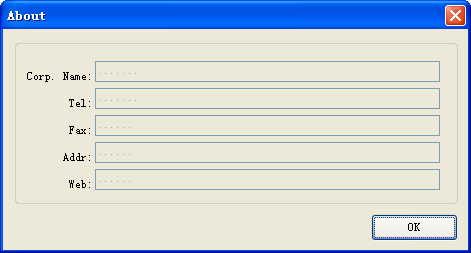 About
Corp. Name: .......
Tel: ......
Fax: ......
Addr: ......
Web: ......
OK